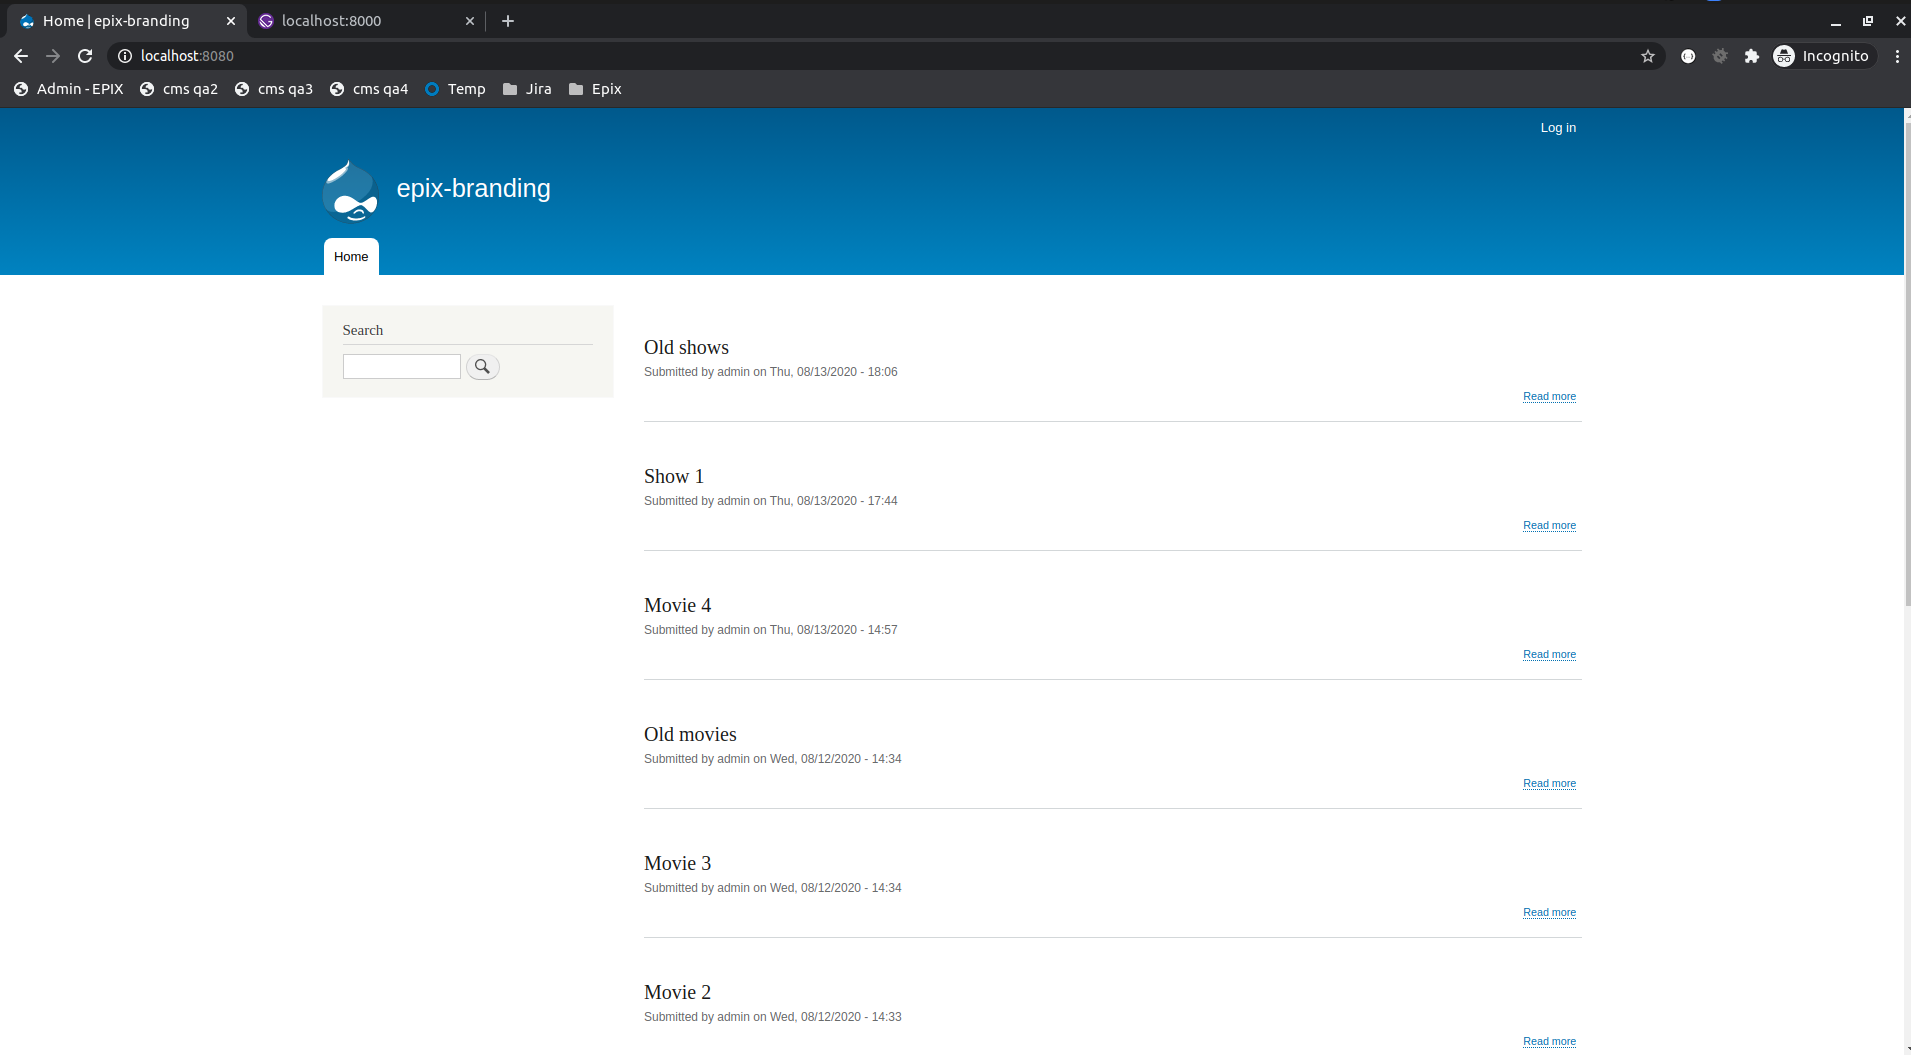 Home | epix-branding
localhost:8000
localhost:8080
Incognito
Admin - EPIX
cms qa2
cms qa3
cms qa4
Temp
Jira
Epix
Log in
epix-branding
Home
Search
Old shows
Submitted by admin on Thu, 08/13/2020 - 18:06
Read more
Show 1
Submitted by admin on Thu, 08/13/2020 - 17:44
Read more
Movie 4
Submitted by admin on Thu, 08/13/2020 - 14:57
Read more
Old movies
Submitted by admin on Wed, 08/12/2020 - 14:34
Read more
Movie 3
Submitted by admin on Wed, 08/12/2020 - 14:34
Read more
Movie 2
Submitted by admin on Wed, 08/12/2020 - 14:33
Read more